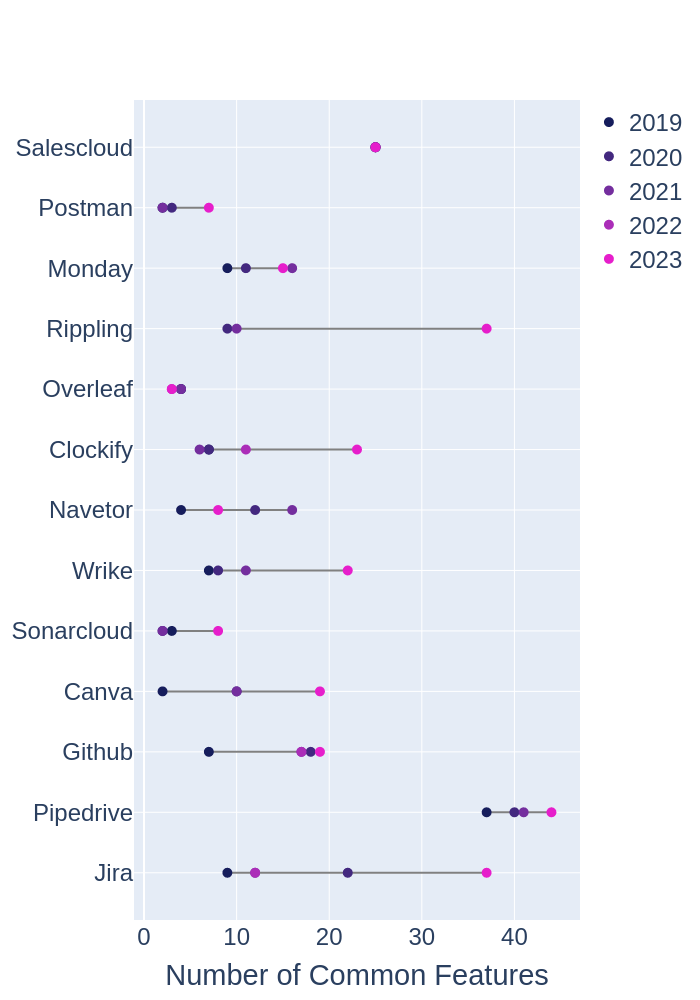 2019
2020
2021
2022
2023
Salescloud
Postman
Monday
Rippling
Overleaf
Clockify
Navetor
Wrike
Sonarcloud
Canva
Github
Pipedrive
Jira
0 10 20 30 40
Number of Common Features